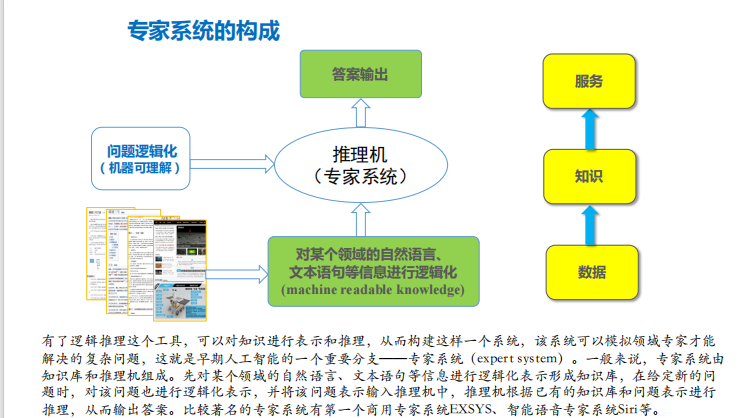 专家系统的构成
答案输出
服务
问题逻辑化
（机器可理解）
推理机
（专家系统）
知识
对某个领域的自然语言、
文本语句等信息进行逻辑化
(machine readable knowledge)
数据
有了逻辑推理这个工具，可以对知识进行表示和推理，从而构建这样一个系统，该系统可以模拟领域专家才能
解决的复杂问题，这就是早期人工智能的一个重要分支——专家系统（expert system）。一般来说，专家系统由
知识库和推理机组成。先对某个领域的自然语言、文本语句等信息进行逻辑化表示形成知识库，在给定新的问
题时，对该问题也进行逻辑化表示，并将该问题表示输入推理机中，推理机根据已有的知识库和问题表示进行
推理，从而输出答案。比较著名的专家系统有第一个商用专家系统EXSYS、智能语音专家系统Siri等。